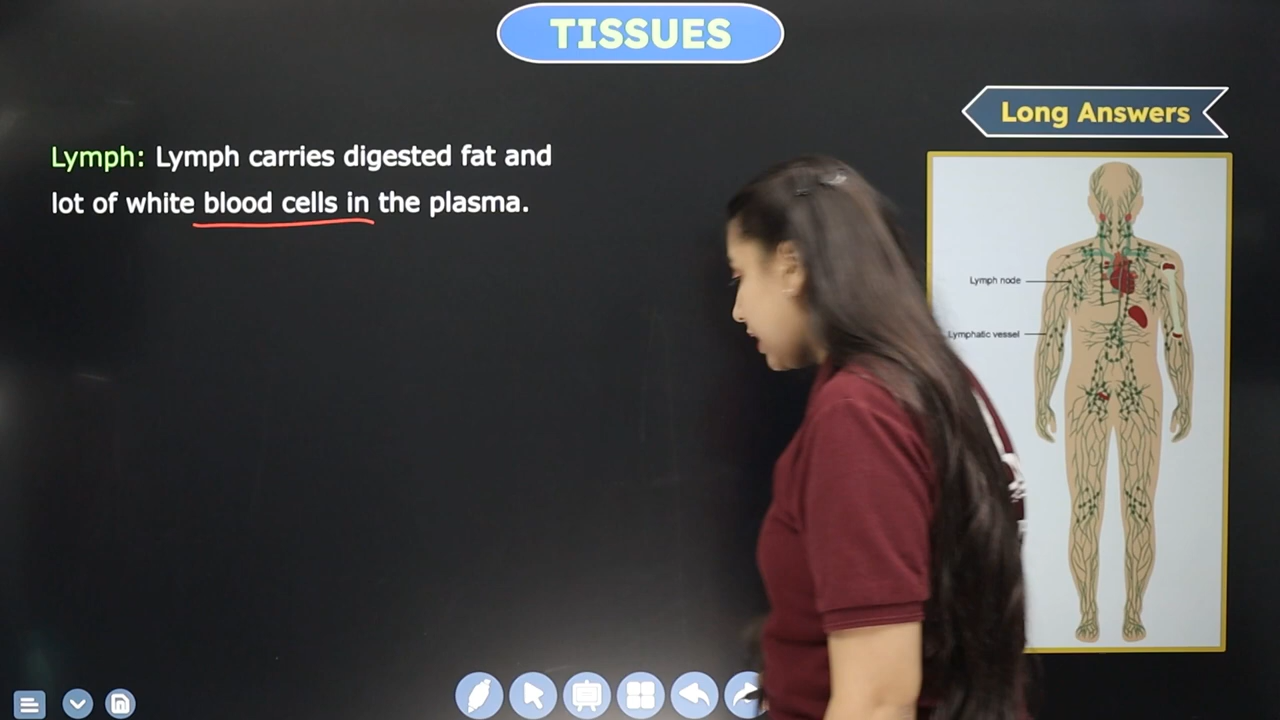 TISSUES
Long Answers
Lymph: Lymph carries digested fat and
lot of white blood cells in the plasma.
Lymph node
Lymphatic vessel